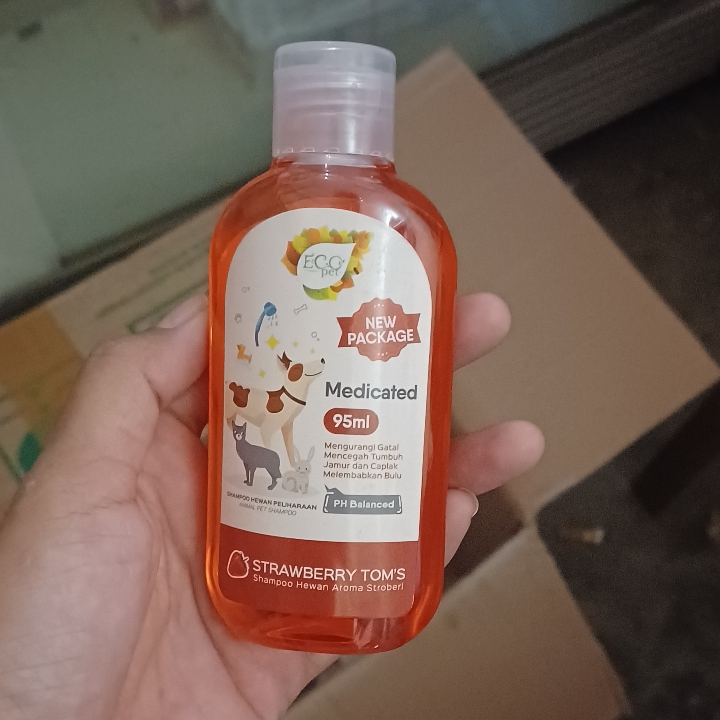 ECO
pet
NEW
PACKAGE
Medicated
95ml
Mengurangi Gatal
Mencegah Tumbuh
Jamur dan Caplak
Melembabkan Bulu
SHAMPOO HEWAN PELIHARAAN
ANIMAL PET SHAMPOO
PH Balanced
STRAWBERRY TOM'S
Shampoo Hewan Aroma Stroberi